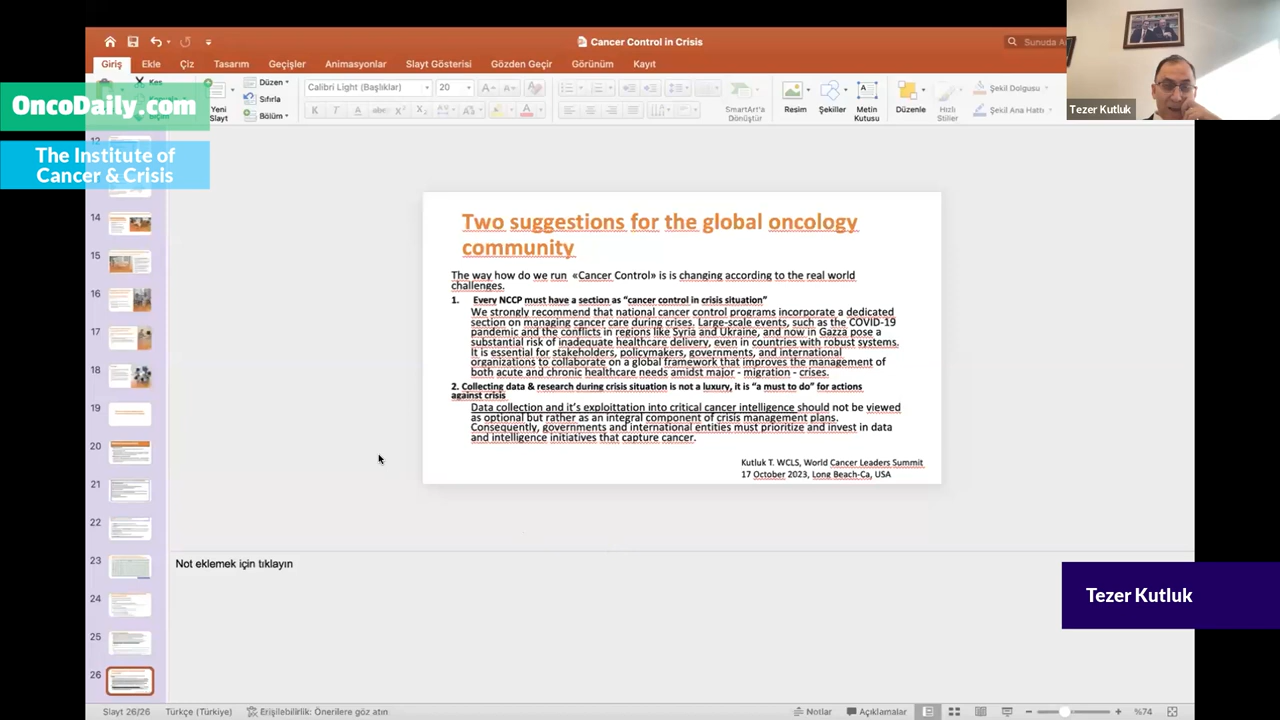 Cancer Control in Crisis
Sunuda Ar
Giriş Ekle Çiz Tasarım Geçişler Animasyonlar Slayt Gösterisi Gözden Geçir Görünüm Kayıt
Kes
Yeni
Slayt
Düzen
Sıfırla
Bölüm
Calibri Light (Başlıklar) 20
SmartArt'a
Dönüştür
Resim
Şekiller
Metin
Kutusu
Düzenle
Hızlı
Stiller
Şekil Dolgusu
Şekil Ana Hattı
Tezer Kutluk
OncoDaily.com
The Institute of
Cancer & Crisis
12
14
15
16
17
18
19
20
21
22
23
24
25
26
Two suggestions for the global oncology
community
The way how do we run «Cancer Control» is is changing according to the real world
challenges.
1. Every NCCP must have a section as “cancer control in crisis situation”
We strongly recommend that national cancer control programs incorporate a dedicated
section on managing cancer care during crises. Large-scale events, such as the COVID-19
pandemic and the conflicts in regions like Syria and Ukraine, and now in Gazza pose a
substantial risk of inadequate healthcare delivery, even in countries with robust systems.
It is essential for stakeholders, policymakers, governments, and international
organizations to collaborate on a global framework that improves the management of
both acute and chronic healthcare needs amidst major - migration - crises.
2. Collecting data & research during crisis situation is not a luxury, it is “a must to do” for actions
against crisis
Data collection and it’s exploittation into critical cancer intelligence should not be viewed
as optional but rather as an integral component of crisis management plans.
Consequently, governments and international entities must prioritize and invest in data
and intelligence initiatives that capture cancer.
Kutluk T. WCLS, World Cancer Leaders Summit
17 October 2023, Long Beach-Ca, USA
Not eklemek için tıklayın
Tezer Kutluk
Slayt 26/26 Türkçe (Türkiye) Erişilebilirlik: Önerilere göz atın Notlar Açıklamalar %74